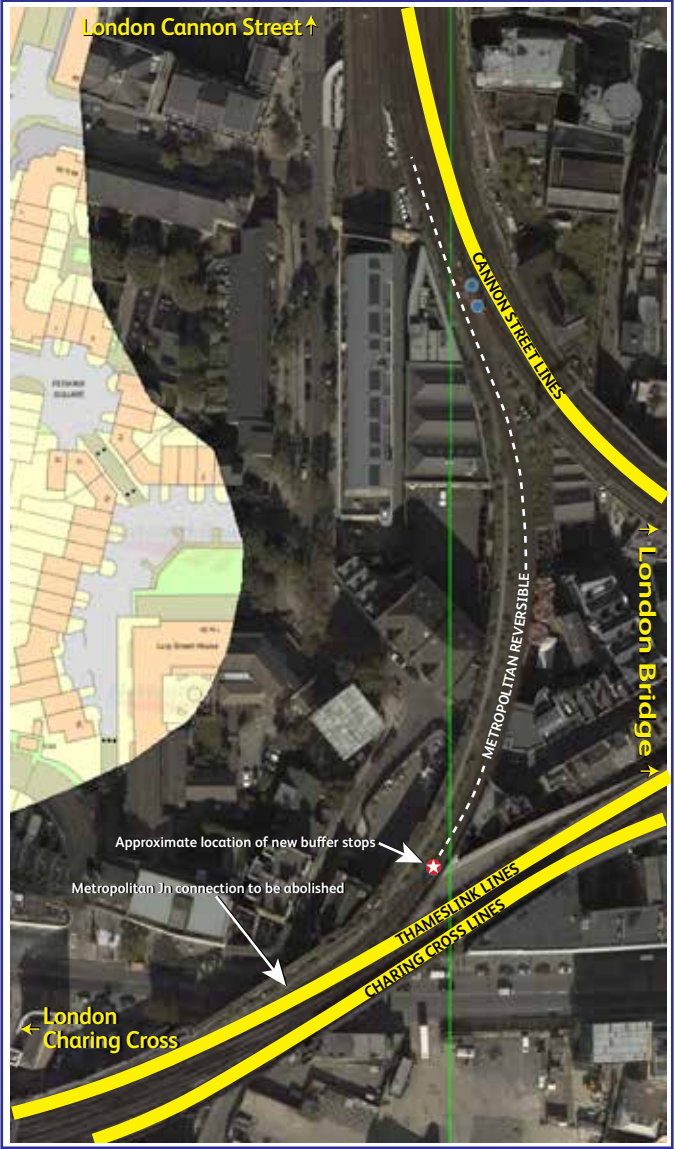 London Cannon Street ↑
CANNON STREET LINES
METROPOLITAN REVERSIBLE
London Bridge
Approximate location of new buffer stops
Metropolitan Jn connection to be abolished
THAMESLINK LINES
CHARING CROSS LINES
← London
Charing Cross